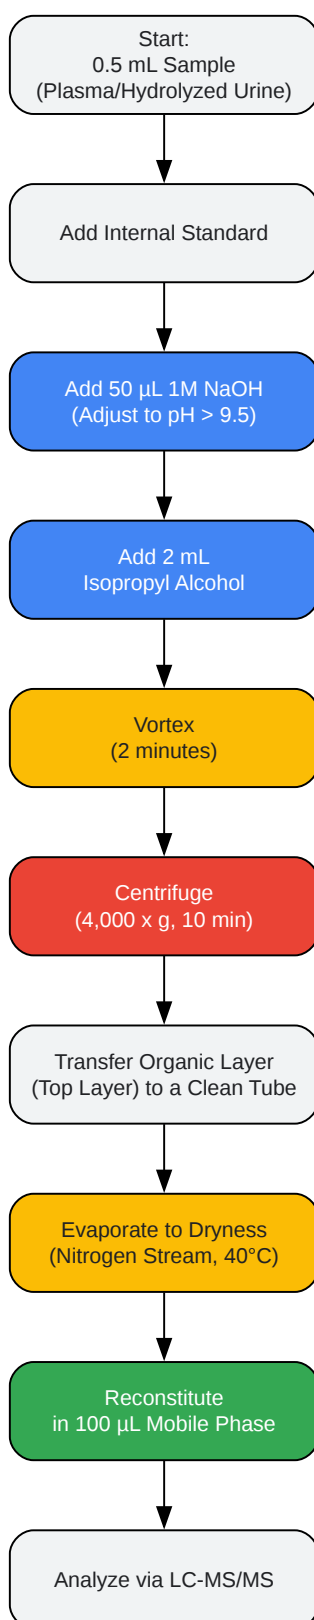 Start:
0.5 mL Sample
(Plasma/Hydrolyzed Urine)
Add Internal Standard
Add 50 µL 1M NaOH
(Adjust to pH > 9.5)
Add 2 mL
Isopropyl Alcohol
Vortex
(2 minutes)
Centrifuge
(4,000 x g, 10 min)
Transfer Organic Layer
(Top Layer) to a Clean Tube
Evaporate to Dryness
(Nitrogen Stream, 40°C)
Reconstitute
in 100 µL Mobile Phase
Analyze via LC-MS/MS